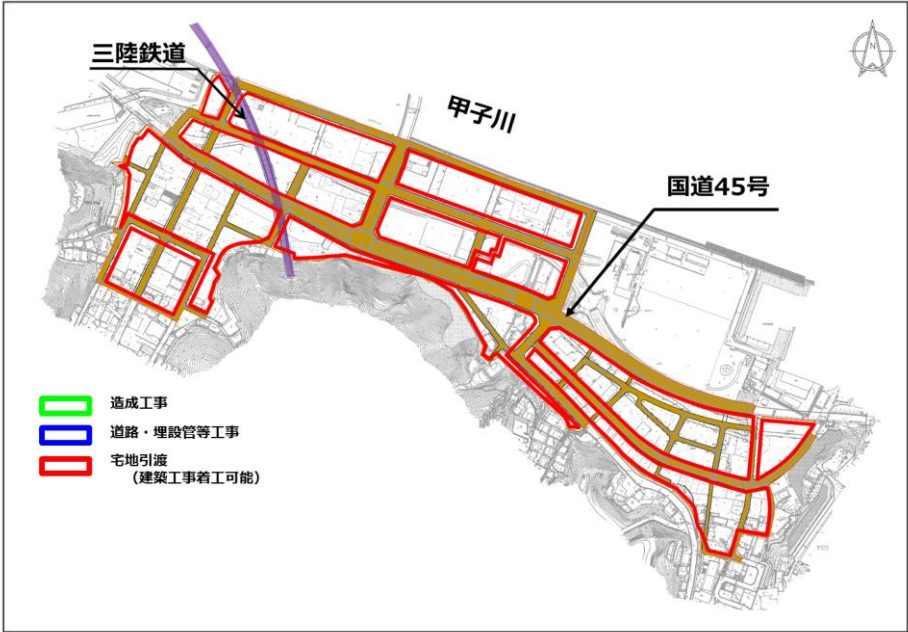 三陸鉄道
甲子川
国道45号
N
造成工事
道路・埋設管等工事
宅地引渡
（建築工事着工可能）